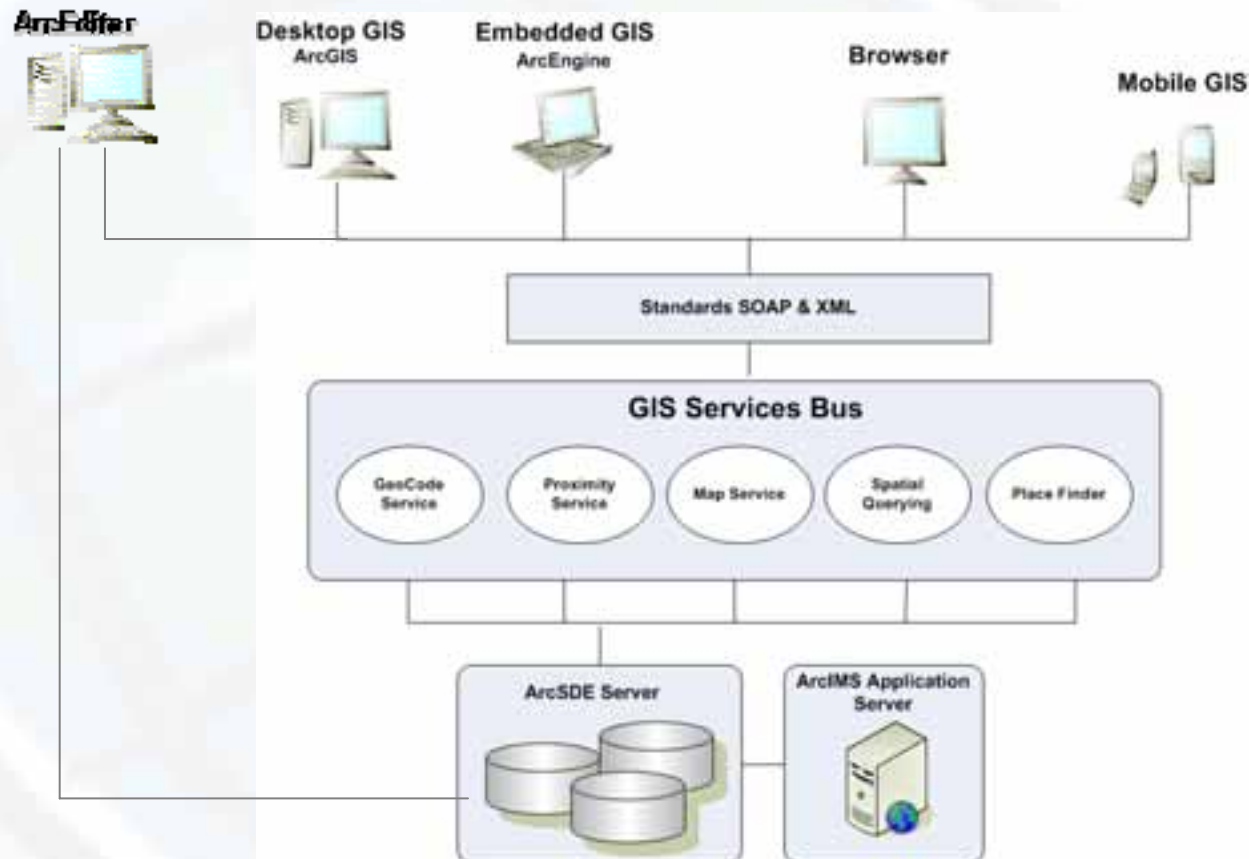 ArcEditor
Desktop GIS
ArcGIS
Embedded GIS
ArcEngine
Browser
Mobile GIS
Standards SOAP & XML
GIS Services Bus
GeoCode
Service
Proximity
Service
Map Service
Spatial
Querying
Place Finder
ArcSDE Server
ArcIMS Application
Server